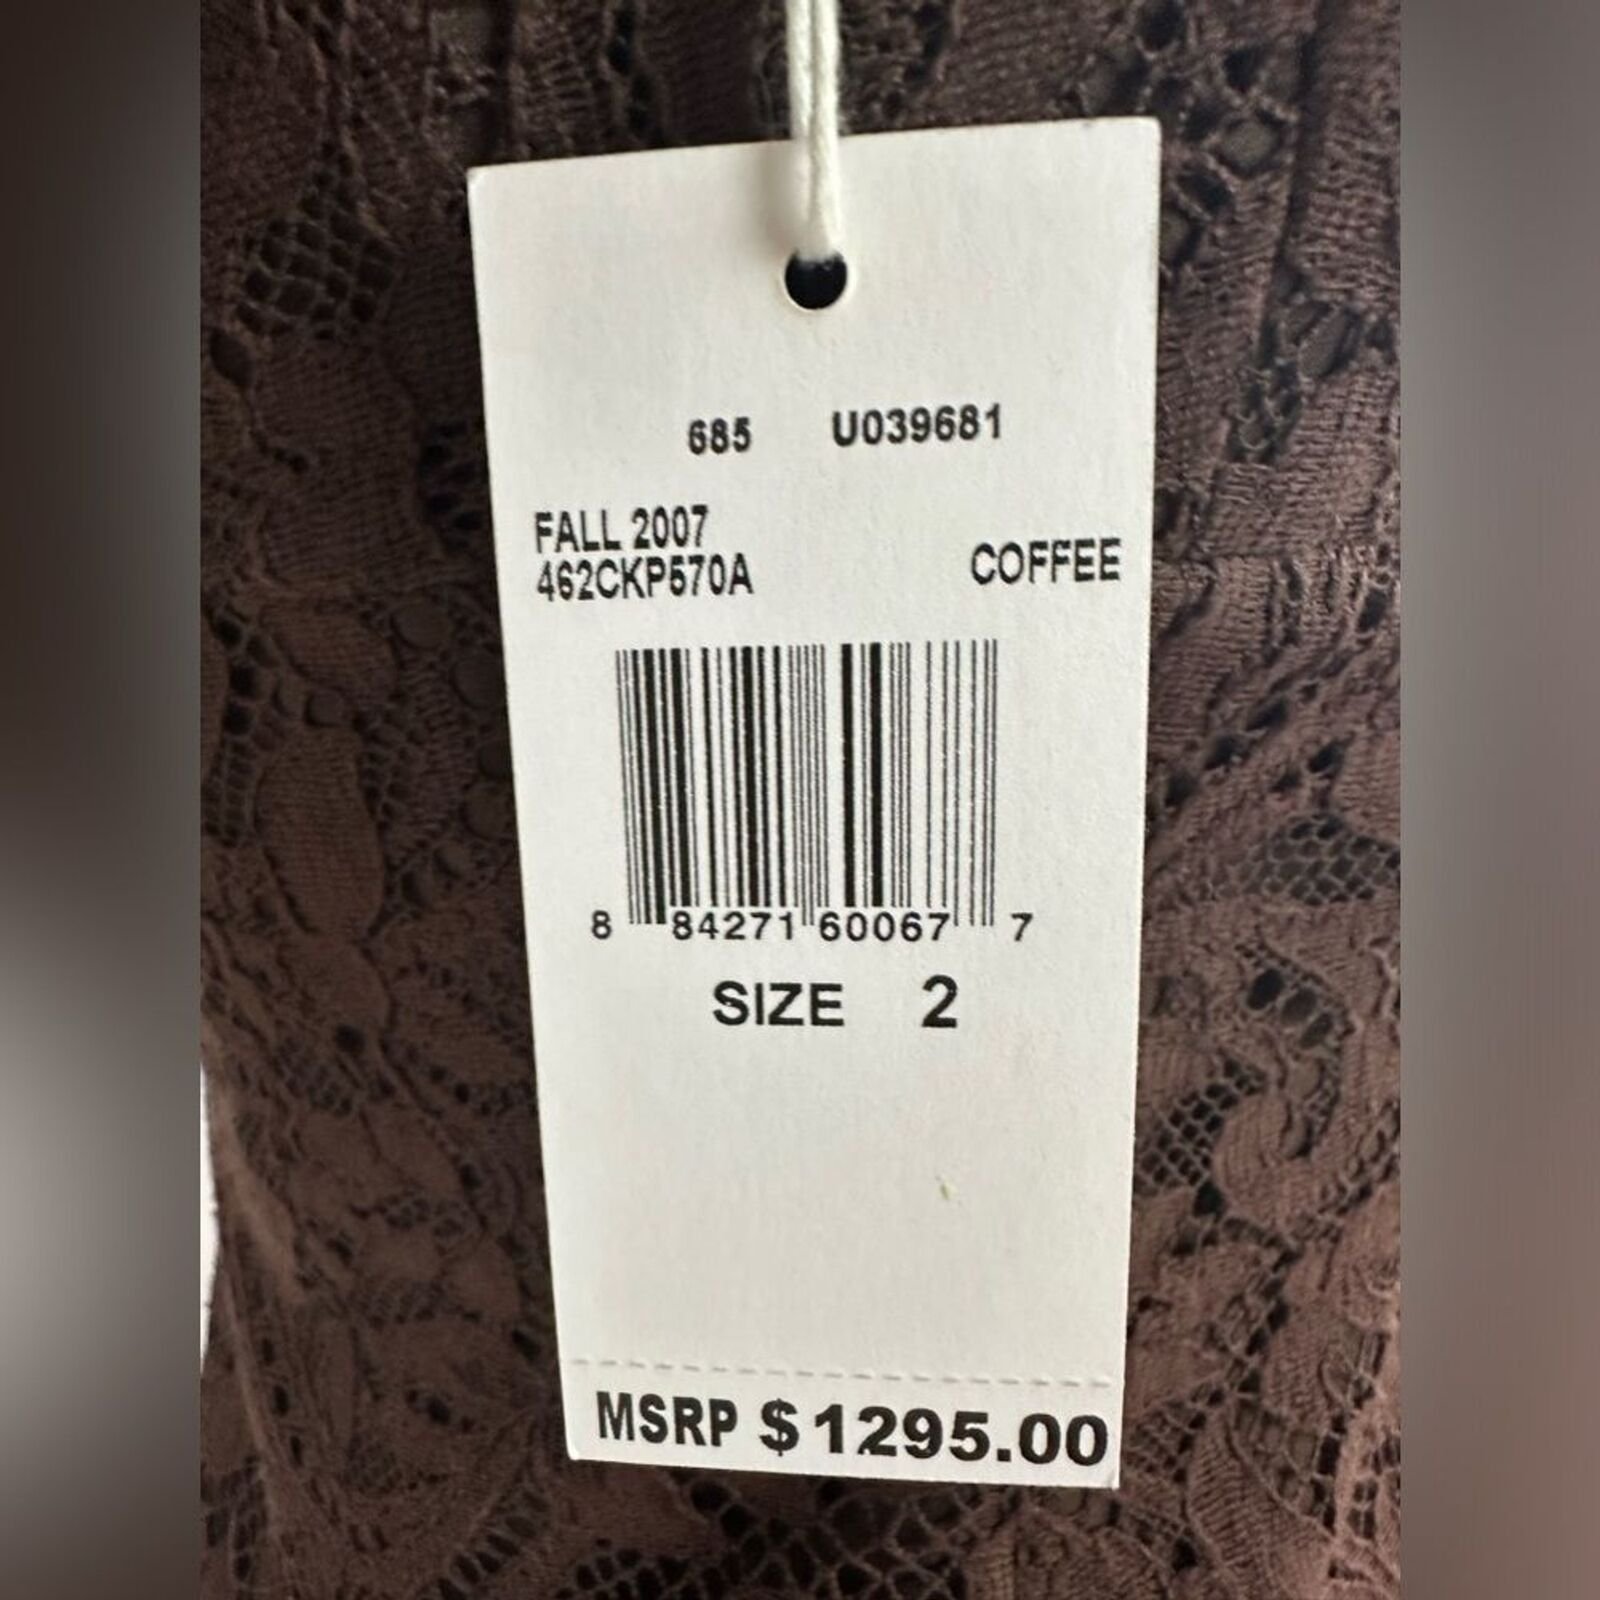 685 U039681
FALL 2007
462CKP570A COFFEE
8 84271 60067 7
SIZE 2
MSRP $1295.00